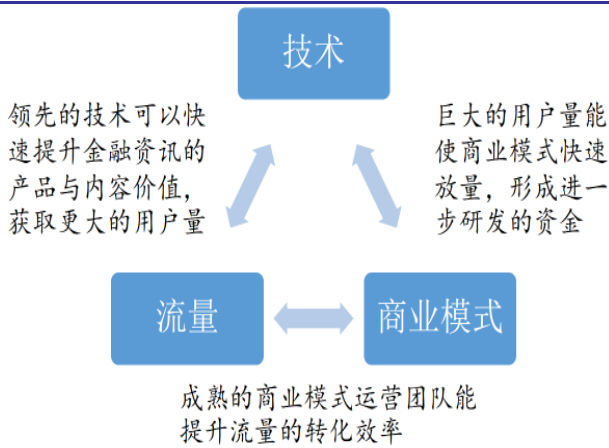 技术
领先的技术可以快
速提升金融资讯的
产品与内容价值，
获取更大的用户量
巨大的用户量能
使商业模式快速
放量，形成进一
步研发的资金
流量
商业模式
成熟的商业模式运营团队能
提升流量的转化效率